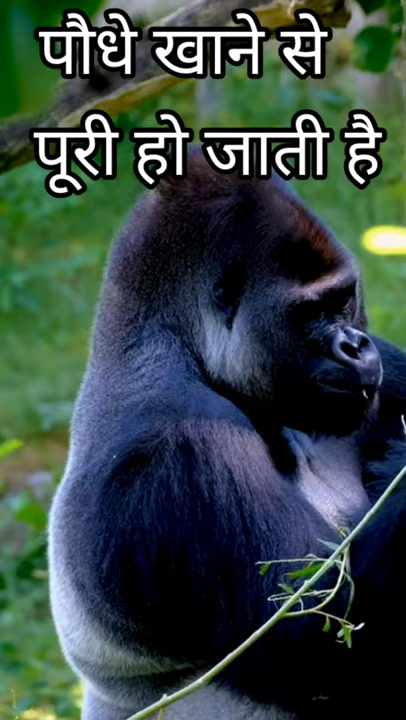 पौधे खाने से
पूरी हो जाती है